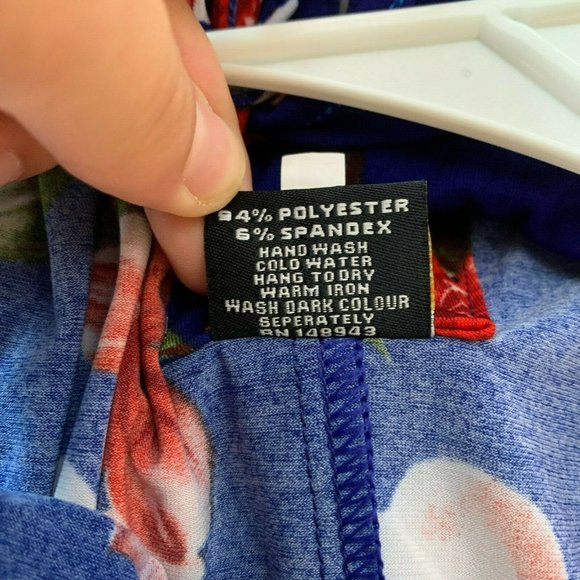 94% POLYESTER
6% SPANDEX
HAND WASH
COLD WATER
HANG TO DRY
WARM IRON
WASH DARK COLOUR
SEPERATELY
RN 148943